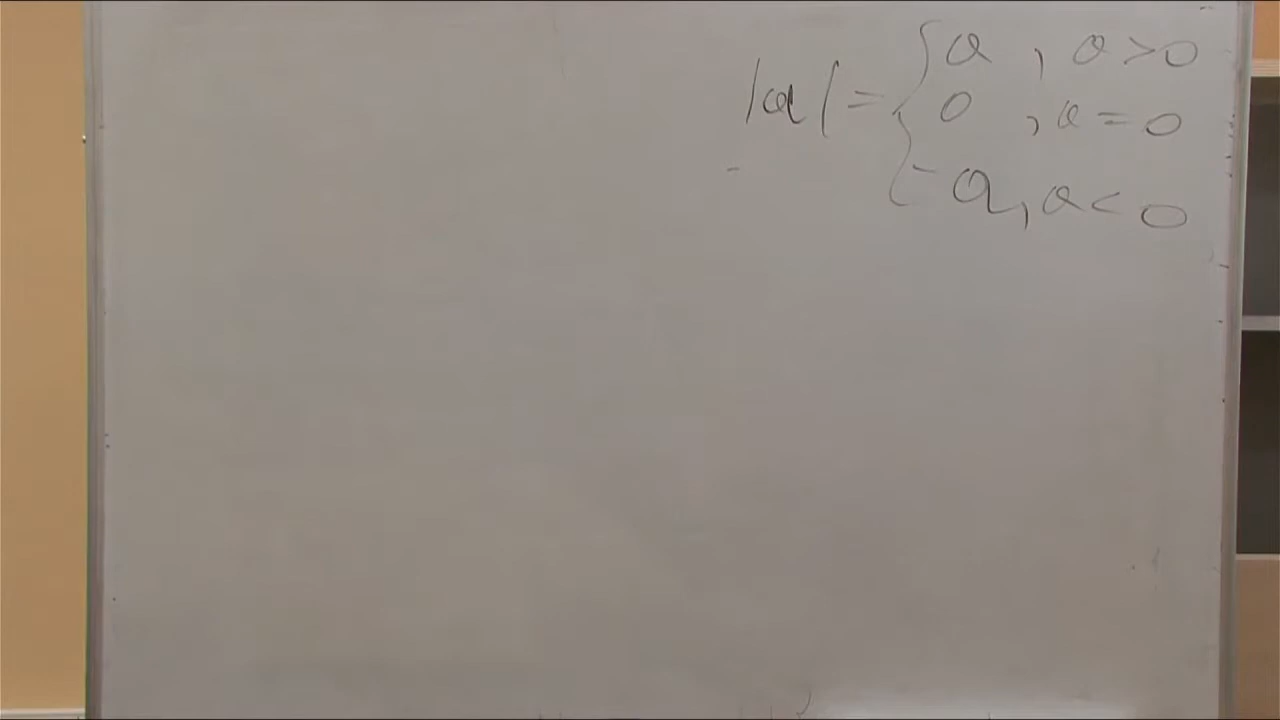 |a| = { a , a > 0
0 , a = 0
- a, a < 0